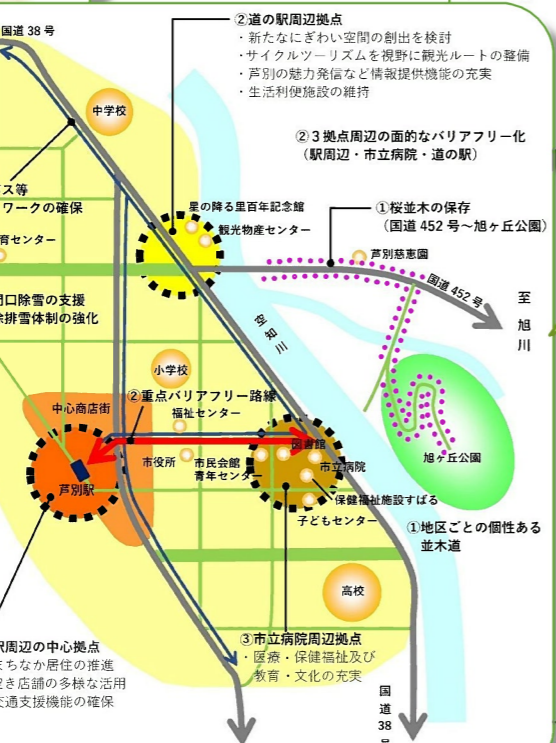 国道 38 号
②道の駅周辺拠点
・新たなにぎわい空間の創出を検討
・サイクルツーリズムを視野に観光ルートの整備
・芦別の魅力発信など情報提供機能の充実
・生活利便施設の維持
中学校
②３拠点周辺の面的なバリアフリー化
（駅周辺・市立病院・道の駅）
ス等
ワークの確保
星の降る里百年記念館
観光物産センター
①桜並木の保存
（国道 452 号～旭ヶ丘公園）
育センター
芦別慈恵園
国道 452 号
至旭川
間口除雪の支援
除排雪体制の強化
空知川
小学校
②重点バリアフリー路線
中心商店街
福祉センター
図書館
市役所
市民会館
青年センター
市立病院
旭ヶ丘公園
芦別駅
保健福祉施設すばる
子どもセンター
①地区ごとの個性ある
並木道
高校
③市立病院周辺拠点
・医療・保健福祉及び
教育・文化の充実
駅周辺の中心拠点
まちなか居住の推進
空き店舗の多様な活用
交通支援機能の確保
国道38号